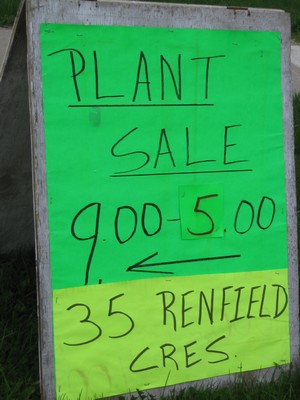 PLANT
SALE
9.00-5.00
35 RENFIELD
CRES.